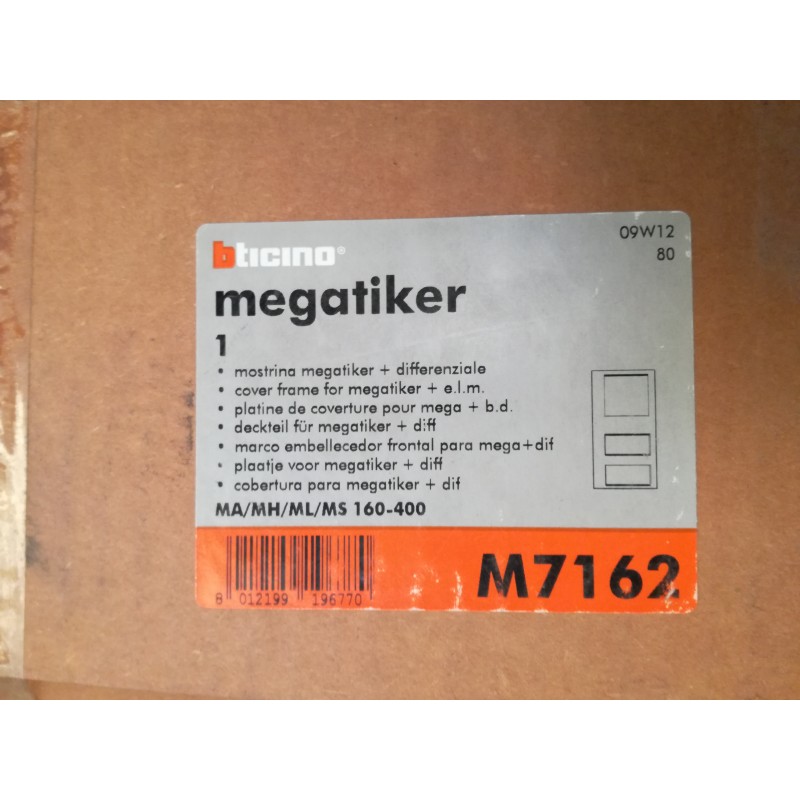 bticino®
09W12
80
megatiker
1
• mostrina megatiker + differenziale
• cover frame for megatiker + e.l.m.
• platine de coverture pour mega + b.d.
• deckteil für megatiker + diff
• marco embellecedor frontal para mega+dif
• plaatje voor megatiker + diff
• cobertura para megatiker + dif
MA/MH/ML/MS 160-400
M7162
8 012199 196770